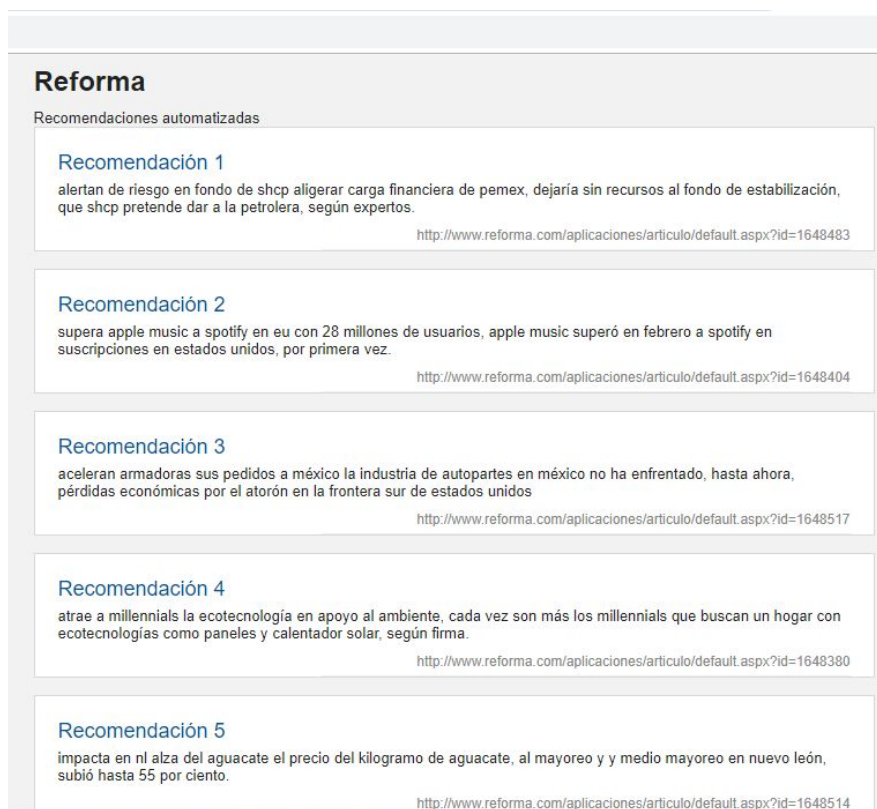 Reforma
Recomendaciones automatizadas
Recomendación 1
alertan de riesgo en fondo de shcp aligerar carga financiera de pemex, dejaría sin recursos al fondo de estabilización,
que shcp pretende dar a la petrolera, según expertos.
http://www.reforma.com/aplicaciones/articulo/default.aspx?id=1648483
Recomendación 2
supera apple music a spotify en eu con 28 millones de usuarios, apple music superó en febrero a spotify en
suscripciones en estados unidos, por primera vez.
http://www.reforma.com/aplicaciones/articulo/default.aspx?id=1648404
Recomendación 3
aceleran armadoras sus pedidos a méxico la industria de autopartes en méxico no ha enfrentado, hasta ahora,
pérdidas económicas por el atorón en la frontera sur de estados unidos
http://www.reforma.com/aplicaciones/articulo/default.aspx?id=1648517
Recomendación 4
atrae a millennials la ecotecnología en apoyo al ambiente, cada vez son más los millennials que buscan un hogar con
ecotecnologías como paneles y calentador solar, según firma.
http://www.reforma.com/aplicaciones/articulo/default.aspx?id=1648380
Recomendación 5
impacta en nl alza del aguacate el precio del kilogramo de aguacate, al mayoreo y y medio mayoreo en nuevo león,
subió hasta 55 por ciento.
http://www.reforma.com/aplicaciones/articulo/default.aspx?id=1648514